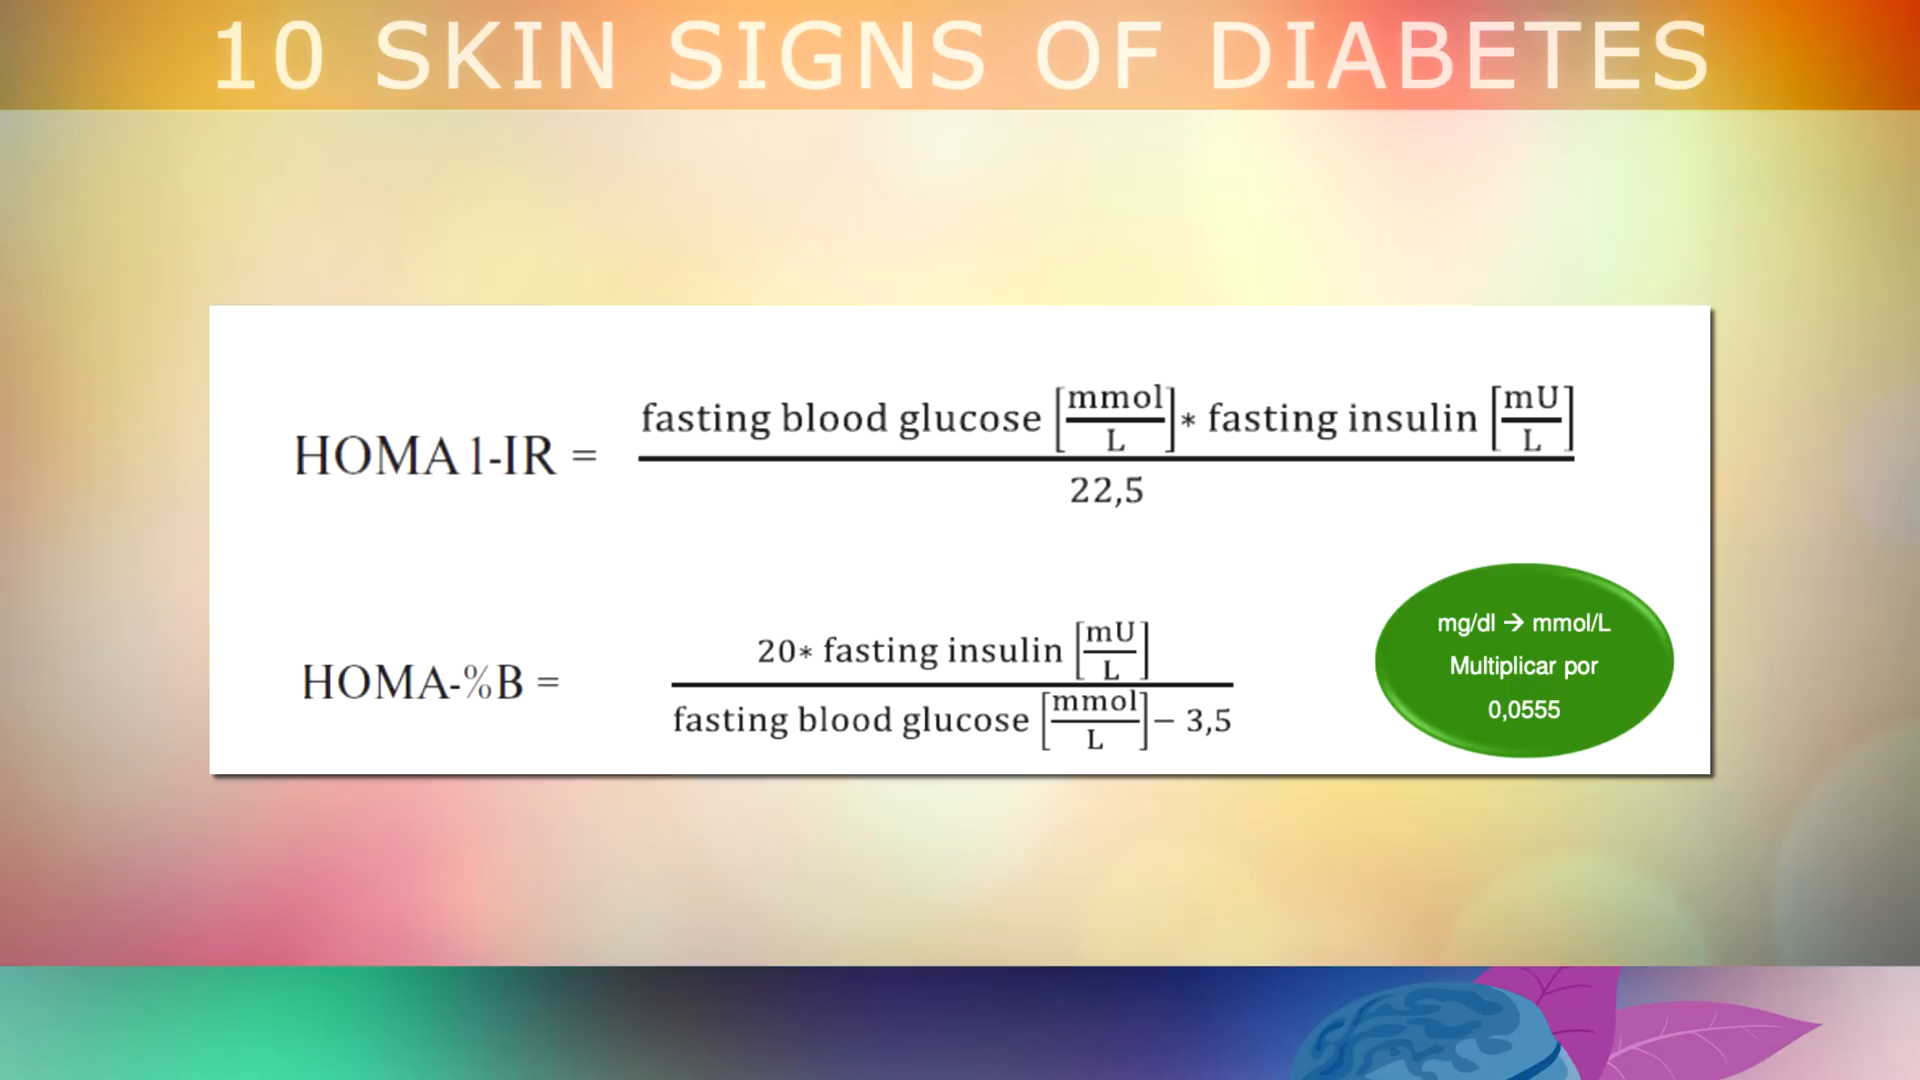 10 SKIN SIGNS OF DIABETES
HOMA1-IR = fasting blood glucose [mmol/L] * fasting insulin [mU/L]
22,5
HOMA-%B = 20* fasting insulin [mU/L]
fasting blood glucose [mmol/L] – 3,5
mg/dl → mmol/L
Multiplicar por
0,0555